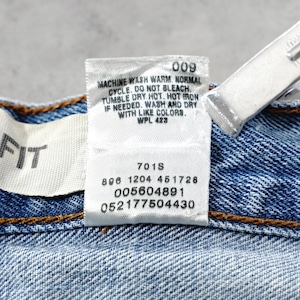 009
MACHINE WASH WARM NORMAL
CYCLE. DO NOT BLEACH.
TUMBLE DRY HOT. HOT IRON
IF NEEDED. WASH AND DRY
WITH LIKE COLORS.
WPL 423
FIT
701S
896 1204 451726
005604891
052177504430